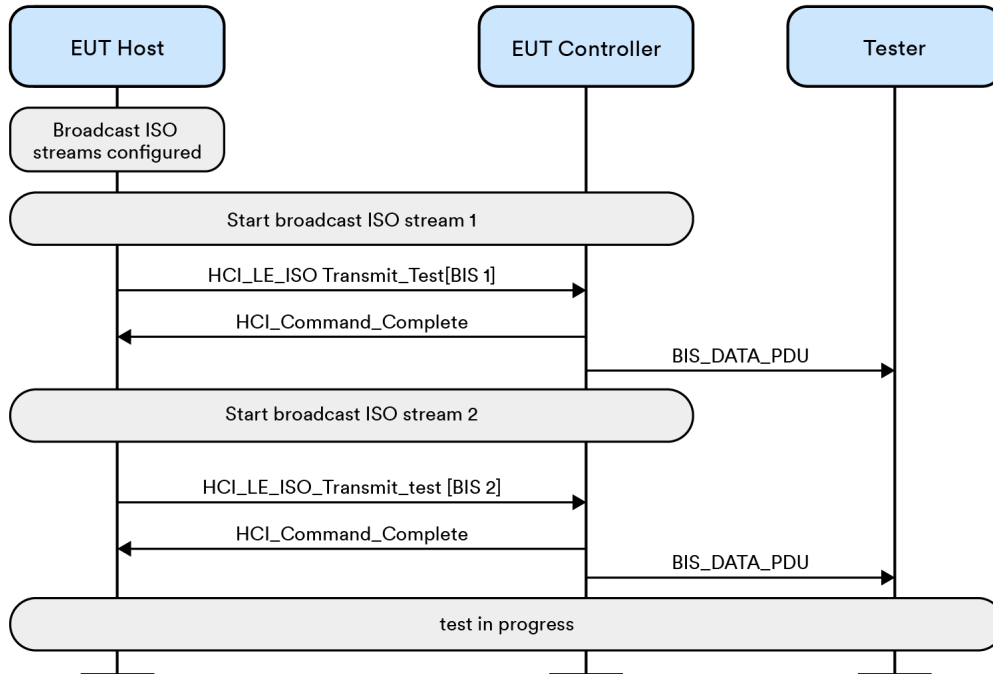 EUT Host
EUT Controller
Tester
Broadcast ISO
streams configured
Start broadcast ISO stream 1
HCI_LE_ISO Transmit_Test[BIS 1]
HCI_Command_Complete
BIS_DATA_PDU
Start broadcast ISO stream 2
HCI_LE_ISO_Transmit_test [BIS 2]
HCI_Command_Complete
BIS_DATA_PDU
test in progress